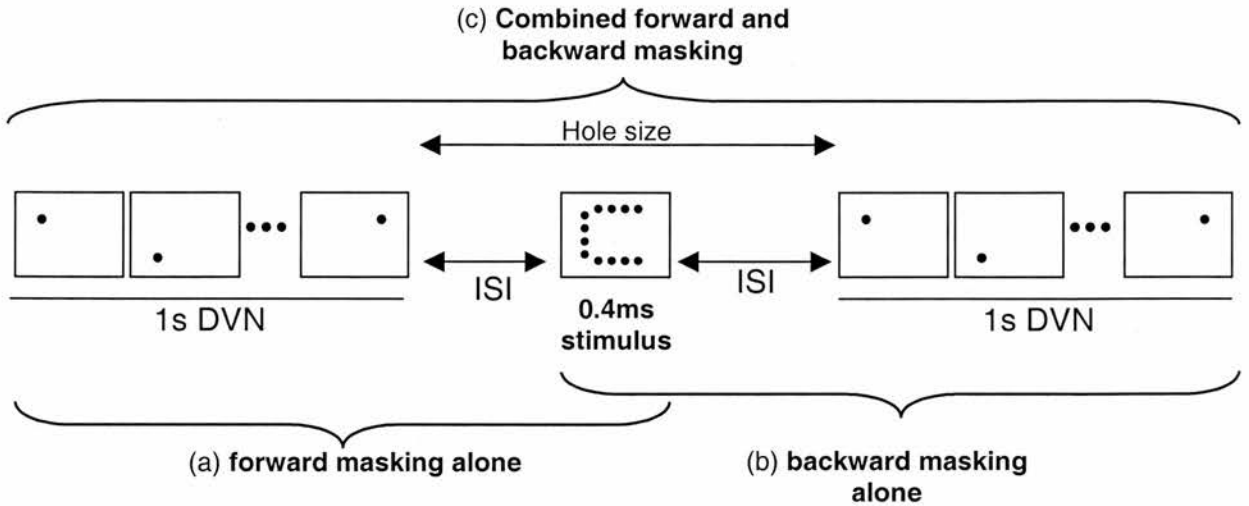 (c) Combined forward and
backward masking
Hole size
ISI
ISI
1s DVN
0.4ms
stimulus
1s DVN
(a) forward masking alone
(b) backward masking
alone